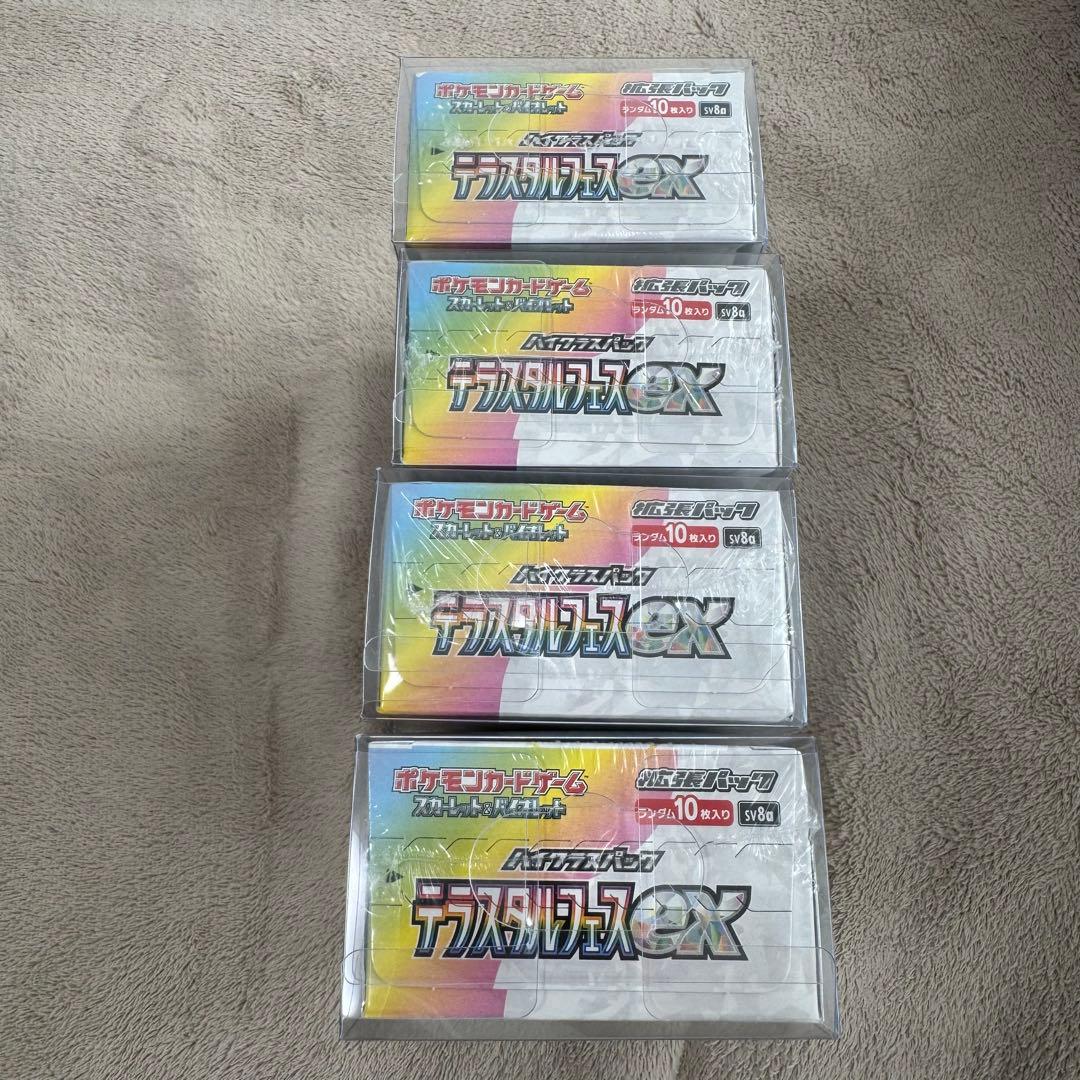 ポケモンカードゲーム
スカーレット&バイオレット
拡張パック
ランダム10枚入り sv8a
ハイクラスパック
テラスタルフェスex
ポケモンカードゲーム
スカーレット&バイオレット
拡張パック
ランダム10枚入り sv8a
ハイクラスパック
テラスタルフェスex
ポケモンカードゲーム
スカーレット&バイオレット
拡張パック
ランダム10枚入り sv8a
ハイクラスパック
テラスタルフェスex
ポケモンカードゲーム
スカーレット&バイオレット
拡張パック
ランダム10枚入り sv8a
ハイクラスパック
テラスタルフェスex